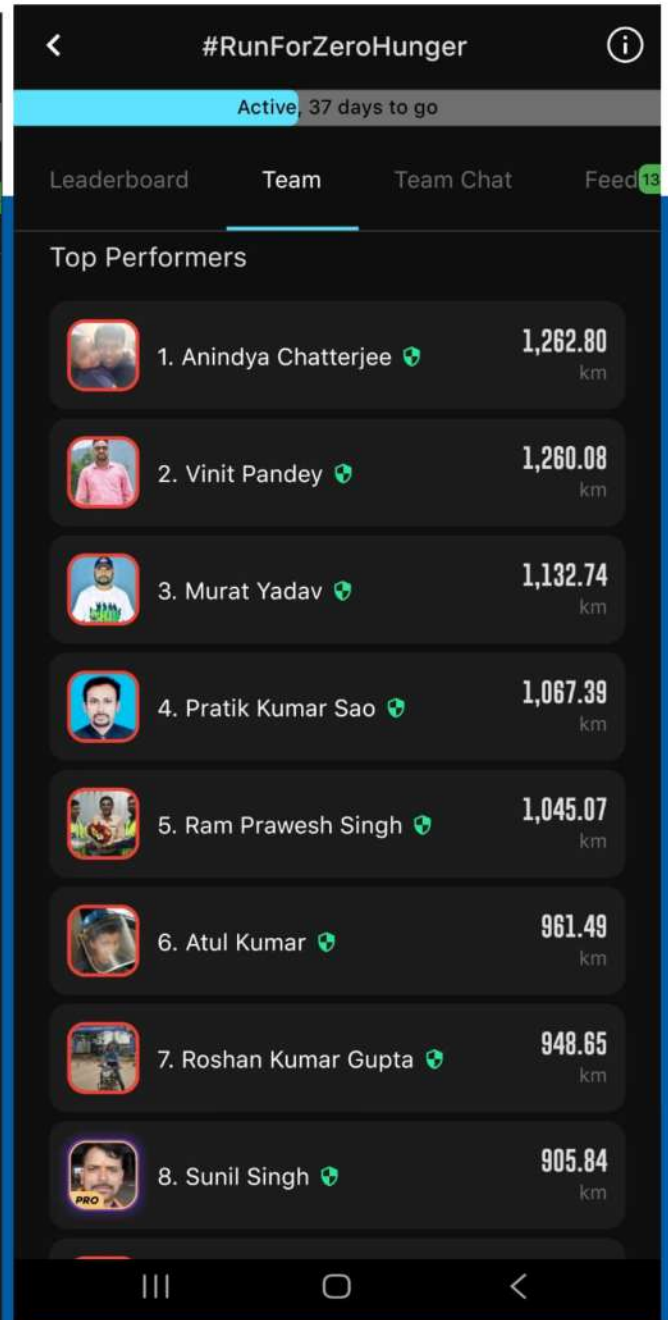 #RunForZeroHunger
Active, 37 days to go
Leaderboard Team Team Chat Feed 13
Top Performers
1. Anindya Chatterjee 1,262.80 km
2. Vinit Pandey 1,260.08 km
3. Murat Yadav 1,132.74 km
4. Pratik Kumar Sao 1,067.39 km
5. Ram Prawesh Singh 1,045.07 km
6. Atul Kumar 961.49 km
7. Roshan Kumar Gupta 948.65 km
8. Sunil Singh 905.84 km
PRO